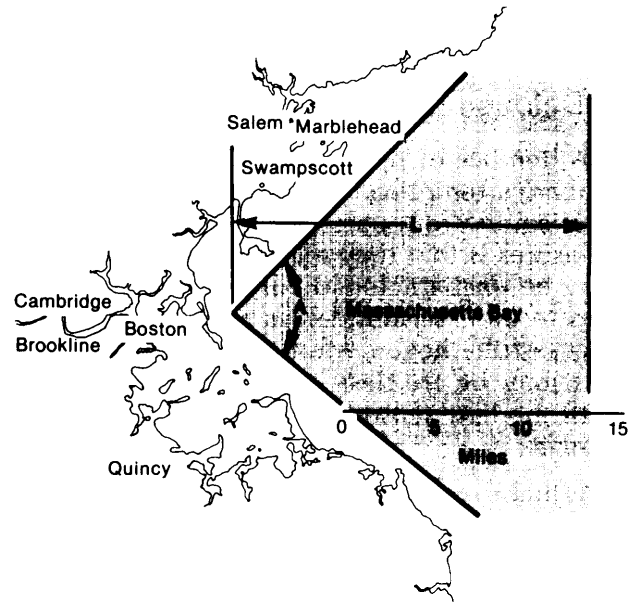 Salem Marblehead
Swampscott
L
Cambridge
Massachusetts Bay
Boston
Brookline
0 5 10 15
Miles
Quincy